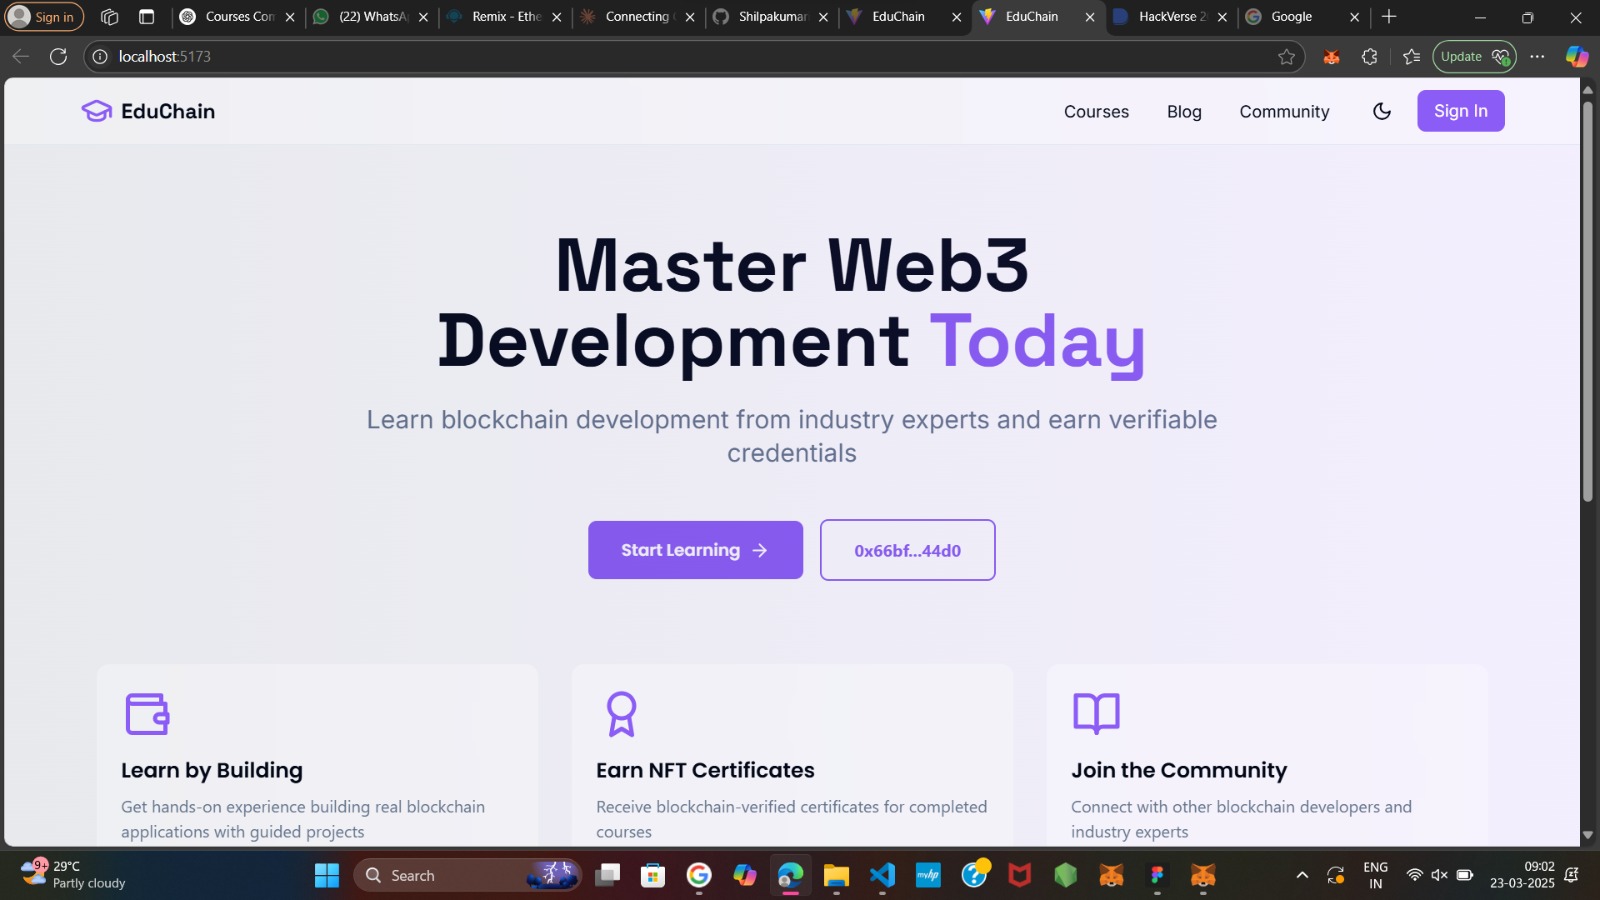 Sign in
Courses Con
(22) WhatsA
Remix - Ethe
Connecting
Shilpakumar
EduChain
EduChain
HackVerse 2
Google
localhost:5173
Update
EduChain
Courses
Blog
Community
Sign In
Master Web3
Development Today
Learn blockchain development from industry experts and earn verifiable
credentials
Start Learning →
0x66bf...44d0
Learn by Building
Get hands-on experience building real blockchain
applications with guided projects
Earn NFT Certificates
Receive blockchain-verified certificates for completed
courses
Join the Community
Connect with other blockchain developers and
industry experts
9+
29°C
Partly cloudy
Search
myhp
ENG
IN
09:02
23-03-2025